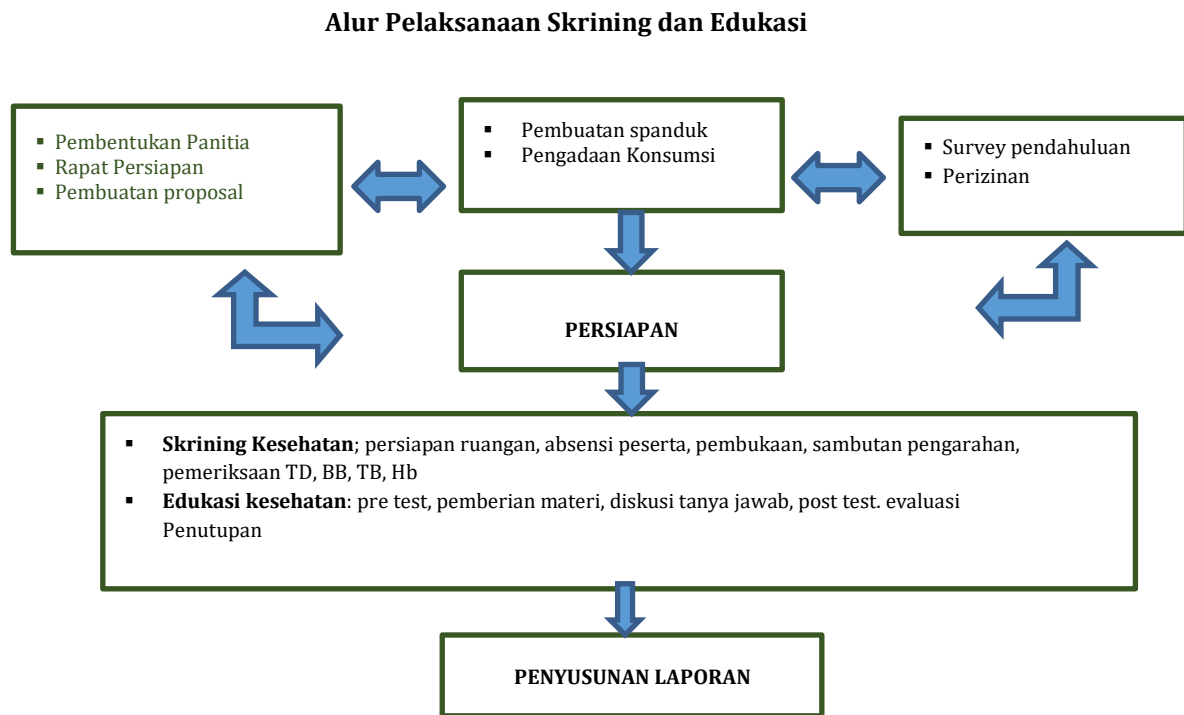 Alur Pelaksanaan Skrining dan Edukasi
▪ Pembentukan Panitia
▪ Rapat Persiapan
▪ Pembuatan proposal
▪ Pembuatan spanduk
▪ Pengadaan Konsumsi
▪ Survey pendahuluan
▪ Perizinan
PERSIAPAN
▪ Skrining Kesehatan; persiapan ruangan, absensi peserta, pembukaan, sambutan pengarahan,
pemeriksaan TD, BB, TB, Hb
▪ Edukasi kesehatan: pre test, pemberian materi, diskusi tanya jawab, post test. evaluasi
Penutupan
PENYUSUNAN LAPORAN